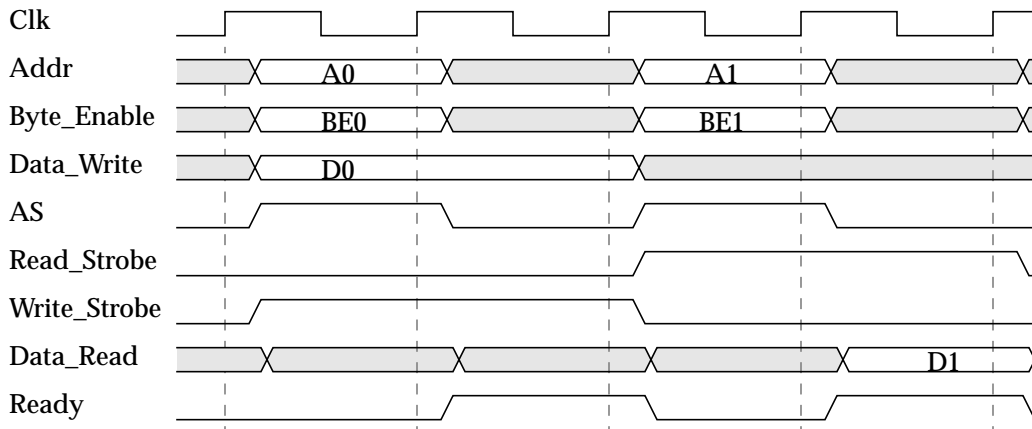 Clk
Addr A0 A1
Byte_Enable BE0 BE1
Data_Write D0
AS
Read_Strobe
Write_Strobe
Data_Read D1
Ready